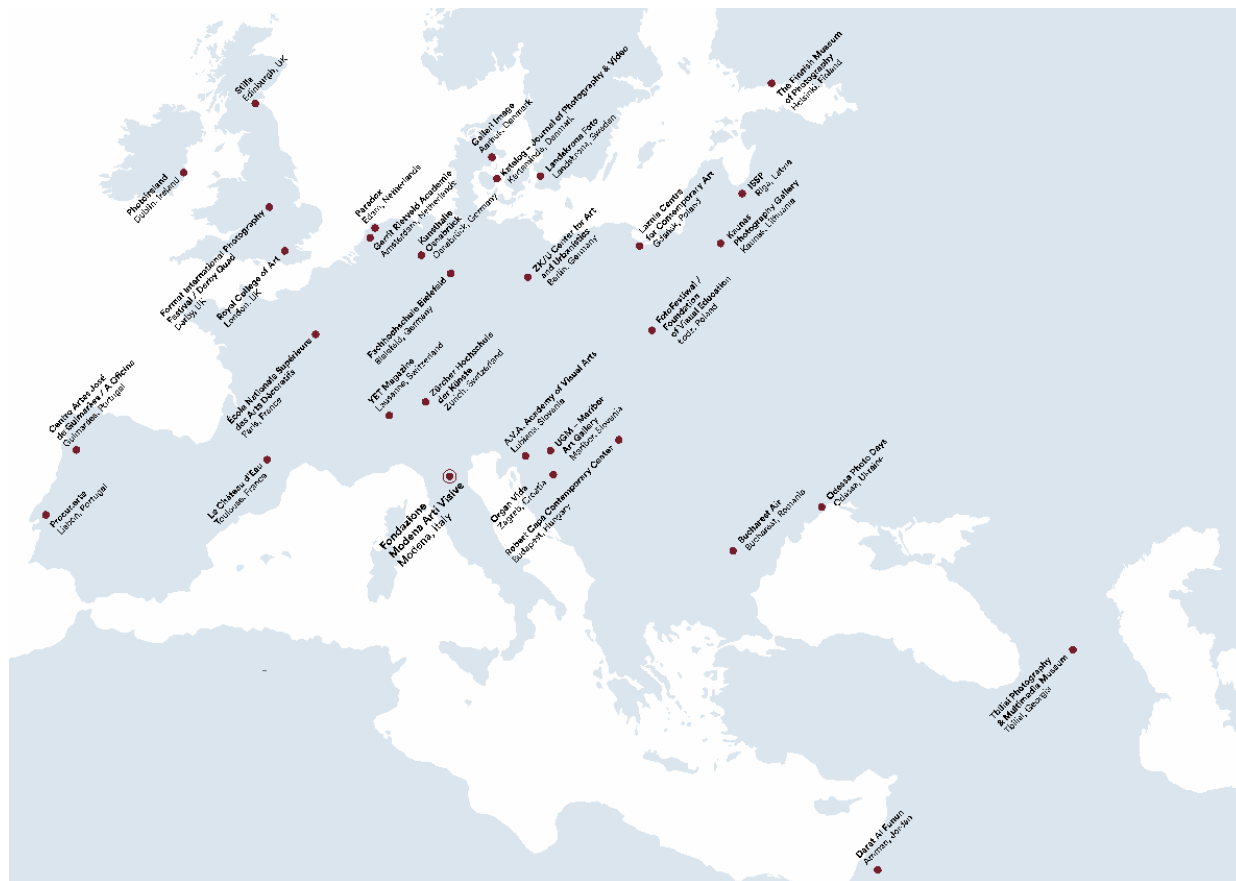 Stills
Edinburgh, UK
PhotoIreland
Dublin, Ireland
Format International Photography
Festival / Derby Quad
Derby, UK
Royal College of Art
London, UK
Paradox
Edam, Netherlands
Gerrit Rietveld Academie
Amsterdam, Netherlands
Kunsthalle
Osnabrück
Osnabrück, Germany
Galleri Image
Aarhus, Denmark
Katalog – Journal of Photography & Video
Kerteminde, Denmark
Landskrona Foto
Landskrona, Sweden
The Finnish Museum
of Photography
Helsinki, Finland
ISSP
Riga, Latvia
Kaunas
Photography Gallery
Kaunas, Lithuania
Łaźnia Centre
for Contemporary Art
Gdańsk, Poland
ZK/U Center for Art
and Urbanistics
Berlin, Germany
FotoFestiwal /
Foundation
of Visual Education
Łodz, Poland
Fachhochschule Bielefeld
Bielefeld, Germany
École Nationale Supérieure
des Arts Décoratifs
Paris, France
YET Magazine
Lausanne, Switzerland
Zürcher Hochschule
der Künste
Zurich, Switzerland
Centro Artes José
de Guimarães / A Oficina
Guimarães, Portugal
Procurarte
Lisbon, Portugal
Le Château d'Eau
Toulouse, France
Fondazione
Modena Arti Visive
Modena, Italy
A.V.A. Academy of Visual Arts
Lubiana, Slovenia
UGM – Maribor
Art Gallery
Maribor, Slovenia
Organ Vida
Zagreb, Croatia
Robert Capa Contemporary Center
Budapest, Hungary
Bucharest Air
Bucharest, Romania
Odessa Photo Days
Odessa, Ukraine
Tbilisi Photography
& Multimedia Museum
Tbilisi, Georgia
Darat Al Funun
Amman, Jordan